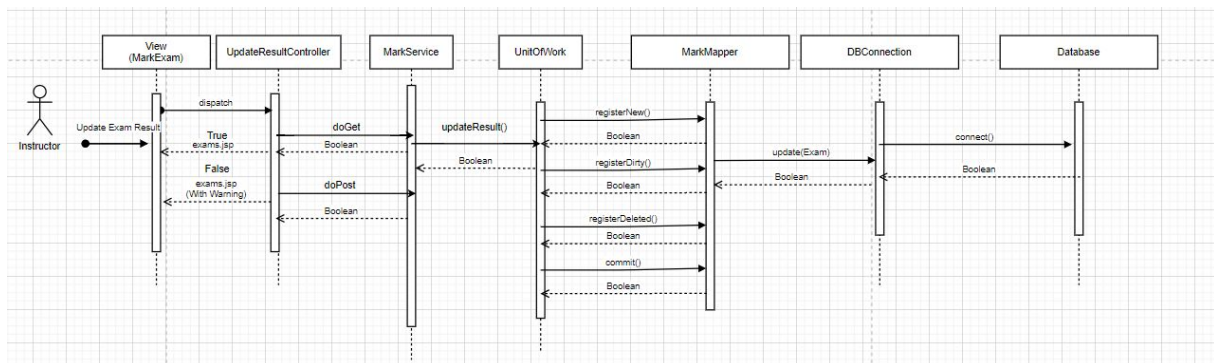 View
(MarkExam)
UpdateResultController
MarkService
UnitOfWork
MarkMapper
DBConnection
Database
Instructor
Update Exam Result
dispatch
True
exams.jsp
False
exams.jsp
(With Warning)
doGet
Boolean
doPost
Boolean
updateResult()
Boolean
registerNew()
Boolean
registerDirty()
Boolean
registerDeleted()
Boolean
commit()
Boolean
update(Exam)
Boolean
connect()
Boolean